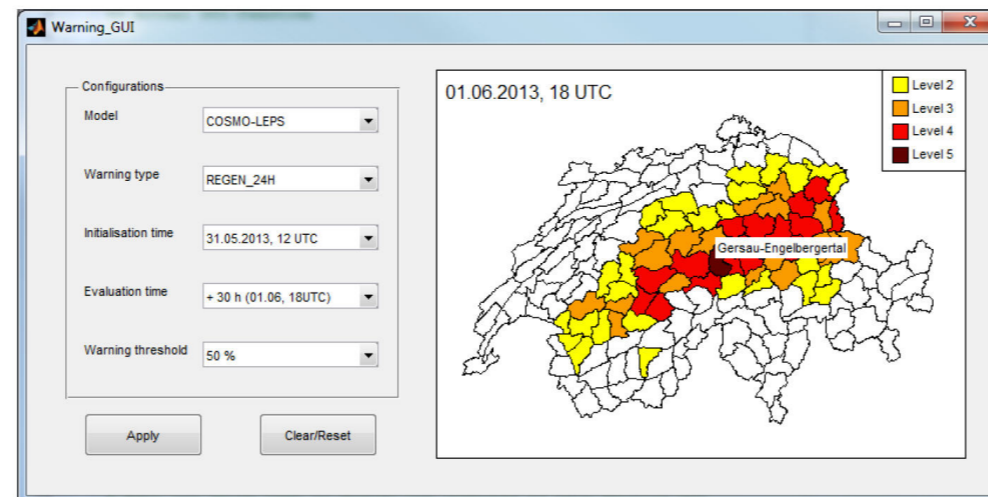 Warning_GUI
Configurations
Model
COSMO-LEPS
Warning type
REGEN_24H
Initialisation time
31.05.2013, 12 UTC
Evaluation time
+ 30 h (01.06, 18UTC)
Warning threshold
50 %
Apply
Clear/Reset
01.06.2013, 18 UTC
Level 2
Level 3
Level 4
Level 5
Gersau-Engelbergertal